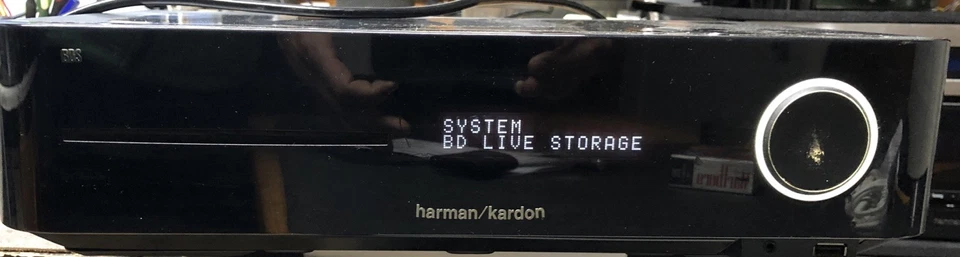 BDS
SYSTEM
BD LIVE STORAGE
harman/kardon